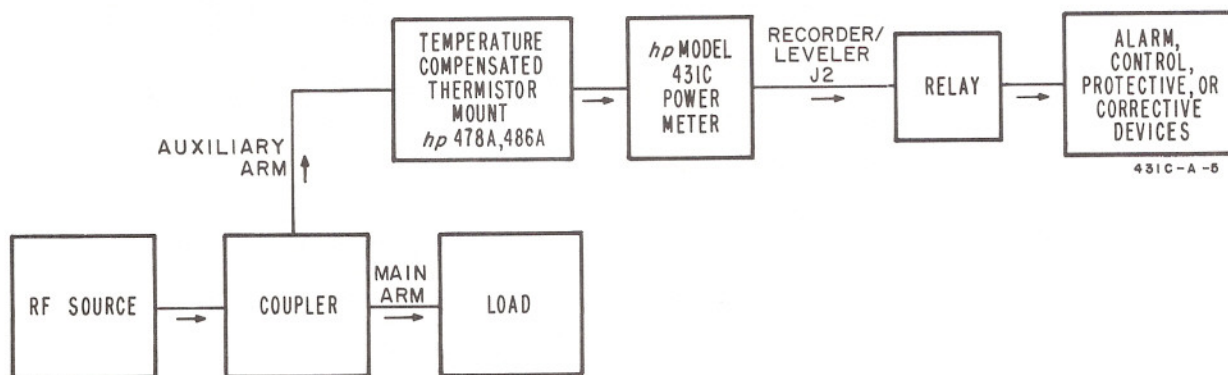 TEMPERATURE
COMPENSATED
THERMISTOR
MOUNT
hp 478A,486A
hp MODEL
431C
POWER
METER
RECORDER/
LEVELER
J2
RELAY
ALARM,
CONTROL,
PROTECTIVE, OR
CORRECTIVE
DEVICES
431C-A-5
AUXILIARY
ARM
RF SOURCE
COUPLER
MAIN
ARM
LOAD